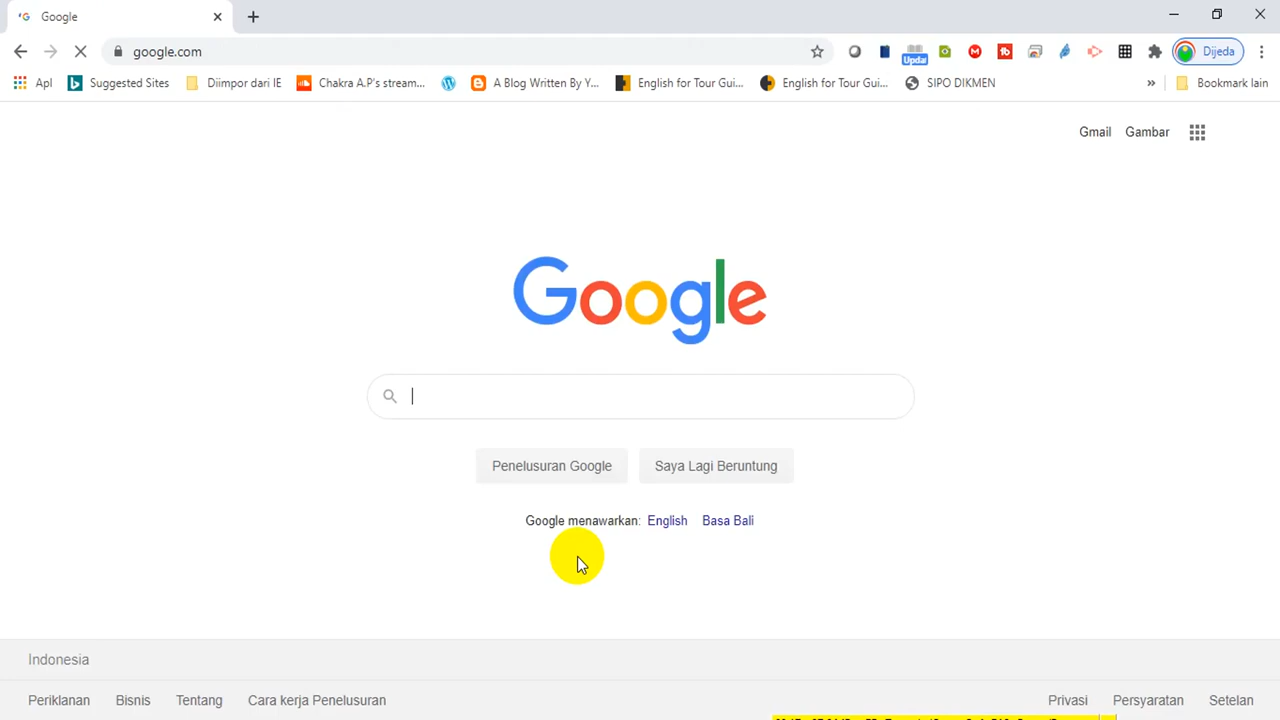 Google
google.com
Upda
Dijeda
Apl Suggested Sites Diimpor dari IE Chakra A.P's stream... A Blog Written By Y... English for Tour Gui... English for Tour Gui... SIPO DIKMEN » Bookmark lain
Gmail Gambar
Google
Penelusuran Google Saya Lagi Beruntung
Google menawarkan: English Basa Bali
Indonesia
Periklanan Bisnis Tentang Cara kerja Penelusuran Privasi Persyaratan Setelan